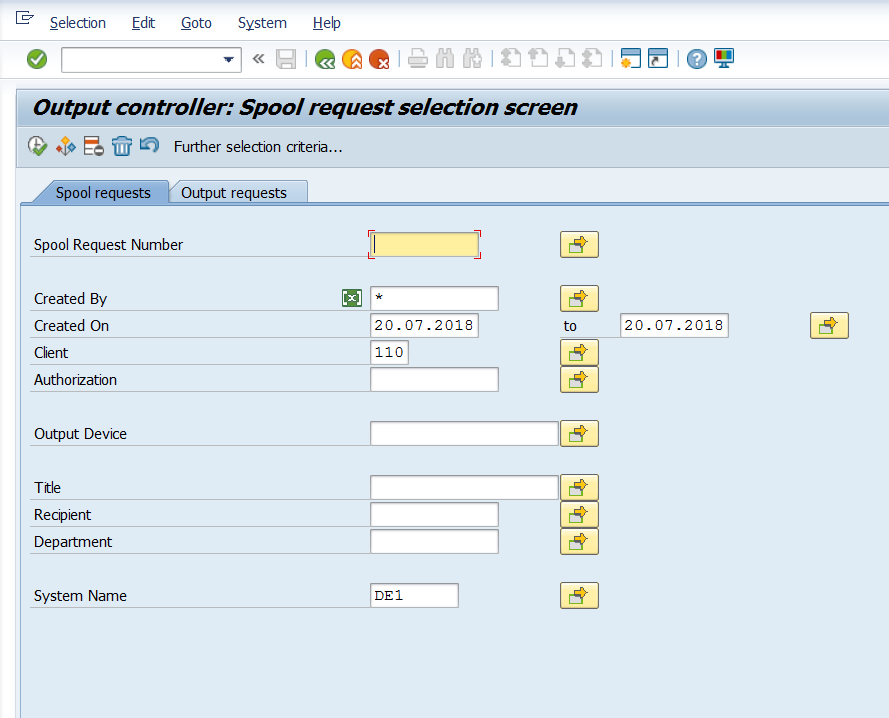 Selection Edit Goto System Help
Output controller: Spool request selection screen
Further selection criteria...
Spool requests Output requests
Spool Request Number
Created By *
Created On 20.07.2018 to 20.07.2018
Client 110
Authorization
Output Device
Title
Recipient
Department
System Name DE1